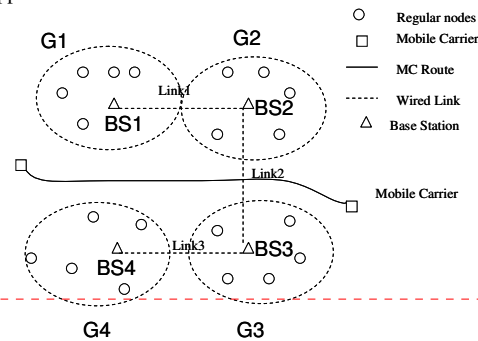 G1
G2
Regular nodes
Mobile Carrier
MC Route
Wired Link
Base Station
Link1
BS1
BS2
Link2
Mobile Carrier
Link3
BS4
BS3
G4
G3